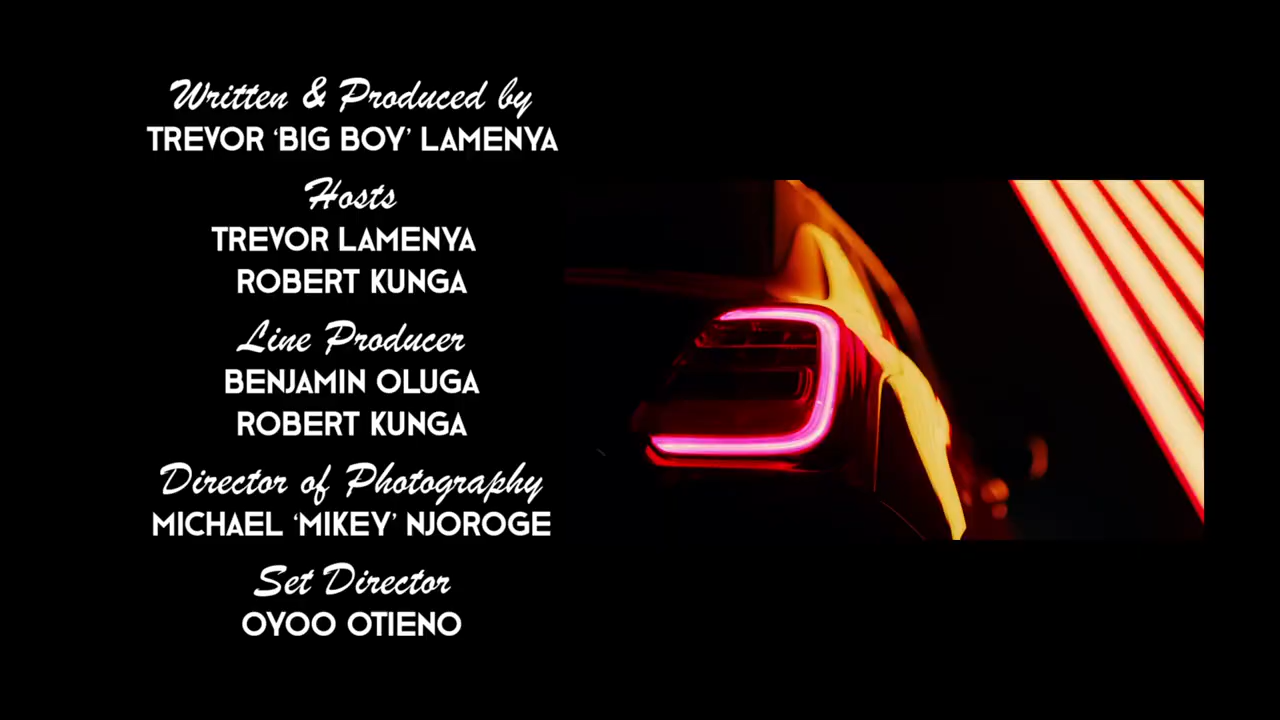 Written & Produced by
TREVOR ‘BIG BOY’ LAMENYA
Hosts
TREVOR LAMENYA
ROBERT KUNGA
Line Producer
BENJAMIN OLUGA
ROBERT KUNGA
Director of Photography
MICHAEL ‘MIKEY’ NJOROGE
Set Director
OYOO OTIENO